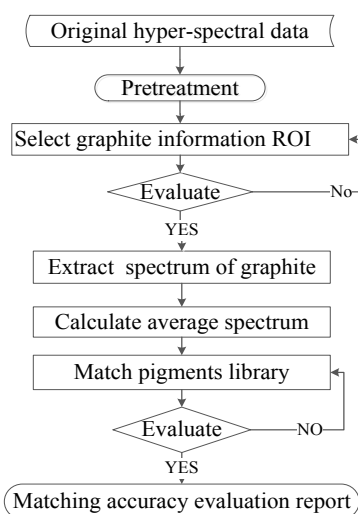 Original hyper-spectral data
Pretreatment
Select graphite information ROI
Evaluate
No
YES
Extract spectrum of graphite
Calculate average spectrum
Match pigments library
Evaluate
NO
YES
Matching accuracy evaluation report